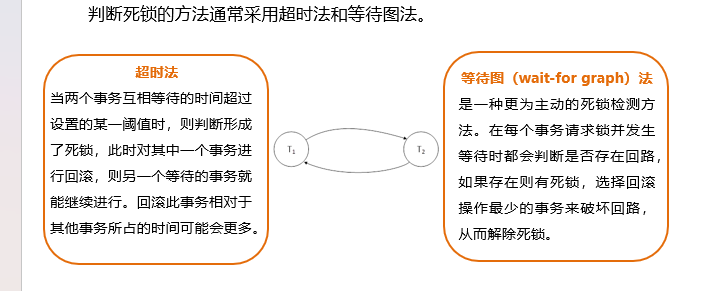 判断死锁的方法通常采用超时法和等待图法。
超时法
当两个事务互相等待的时间超过
设置的某一阈值时，则判断形成
了死锁，此时对其中一个事务进
行回滚，则另一个等待的事务就
能继续进行。回滚此事务相对于
其他事务所占的时间可能会更多。
T1
T2
等待图（wait-for graph）法
是一种更为主动的死锁检测方
法。在每个事务请求锁并发生
等待时都会判断是否存在回路，
如果存在则有死锁，选择回滚
操作最少的事务来破坏回路，
从而解除死锁。